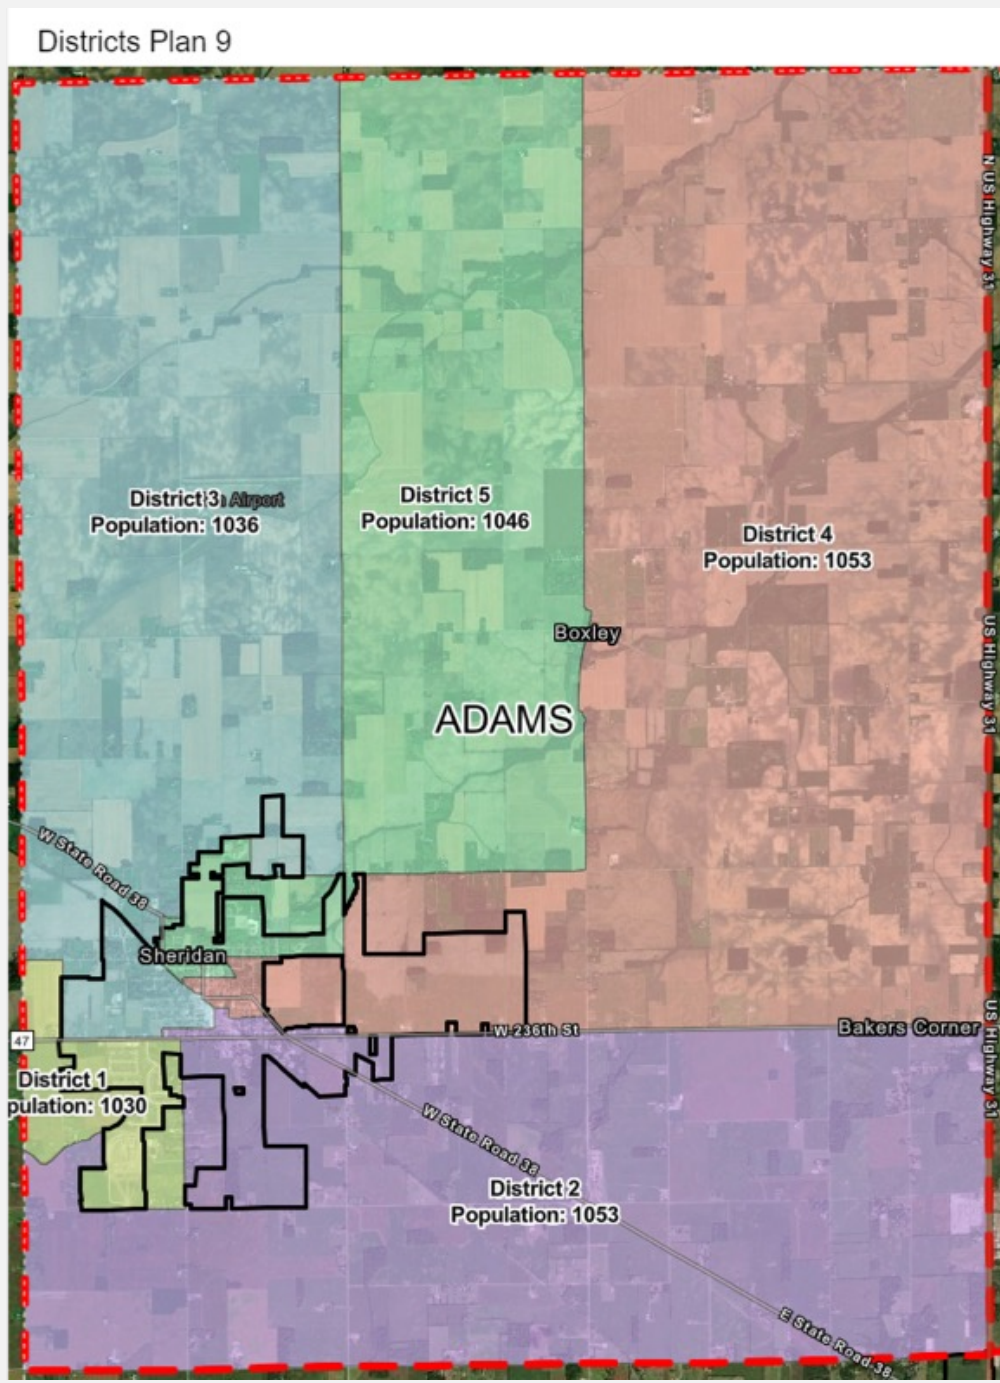 Districts Plan 9
N US Highway 31
District 3
Airport
Population: 1036
District 5
Population: 1046
District 4
Population: 1053
Boxley
US Highway 31
ADAMS
W State Road 38
Sheridan
W 236th St
Bakers Corner
US Highway 31
47
District 1
pulation: 1030
W State Road 38
District 2
Population: 1053
E State Road 38